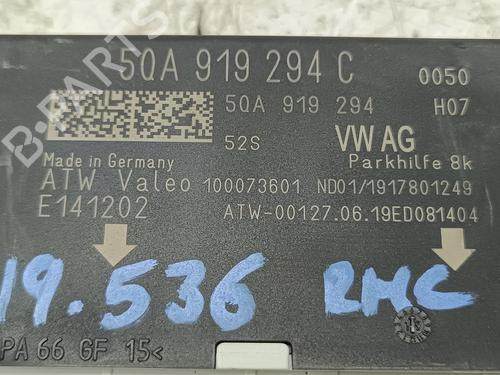 5QA 919 294 C 0050
5QA 919 294 H07
52S VW AG
Made in Germany Parkhilfe 8k
ATW Valeo 100073601 ND01/1917801249
E141202 ATW-00127.06.19ED081404
19.536 RHC
PA 66 GF 15<
B-PARTS